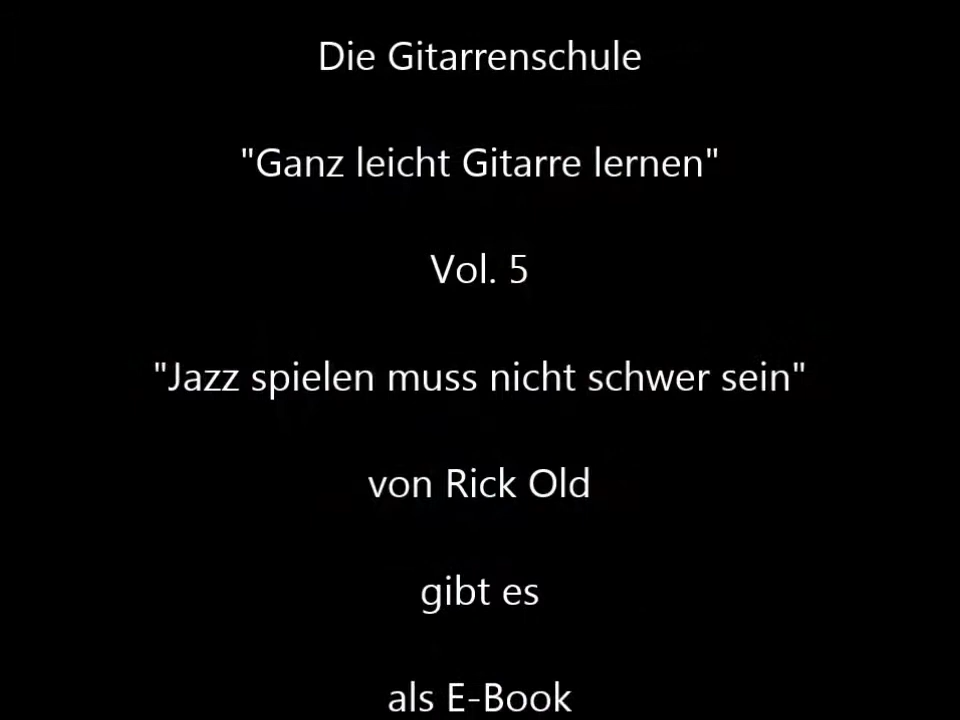 Die Gitarrenschule
"Ganz leicht Gitarre lernen"
Vol. 5
"Jazz spielen muss nicht schwer sein"
von Rick Old
gibt es
als E-Book